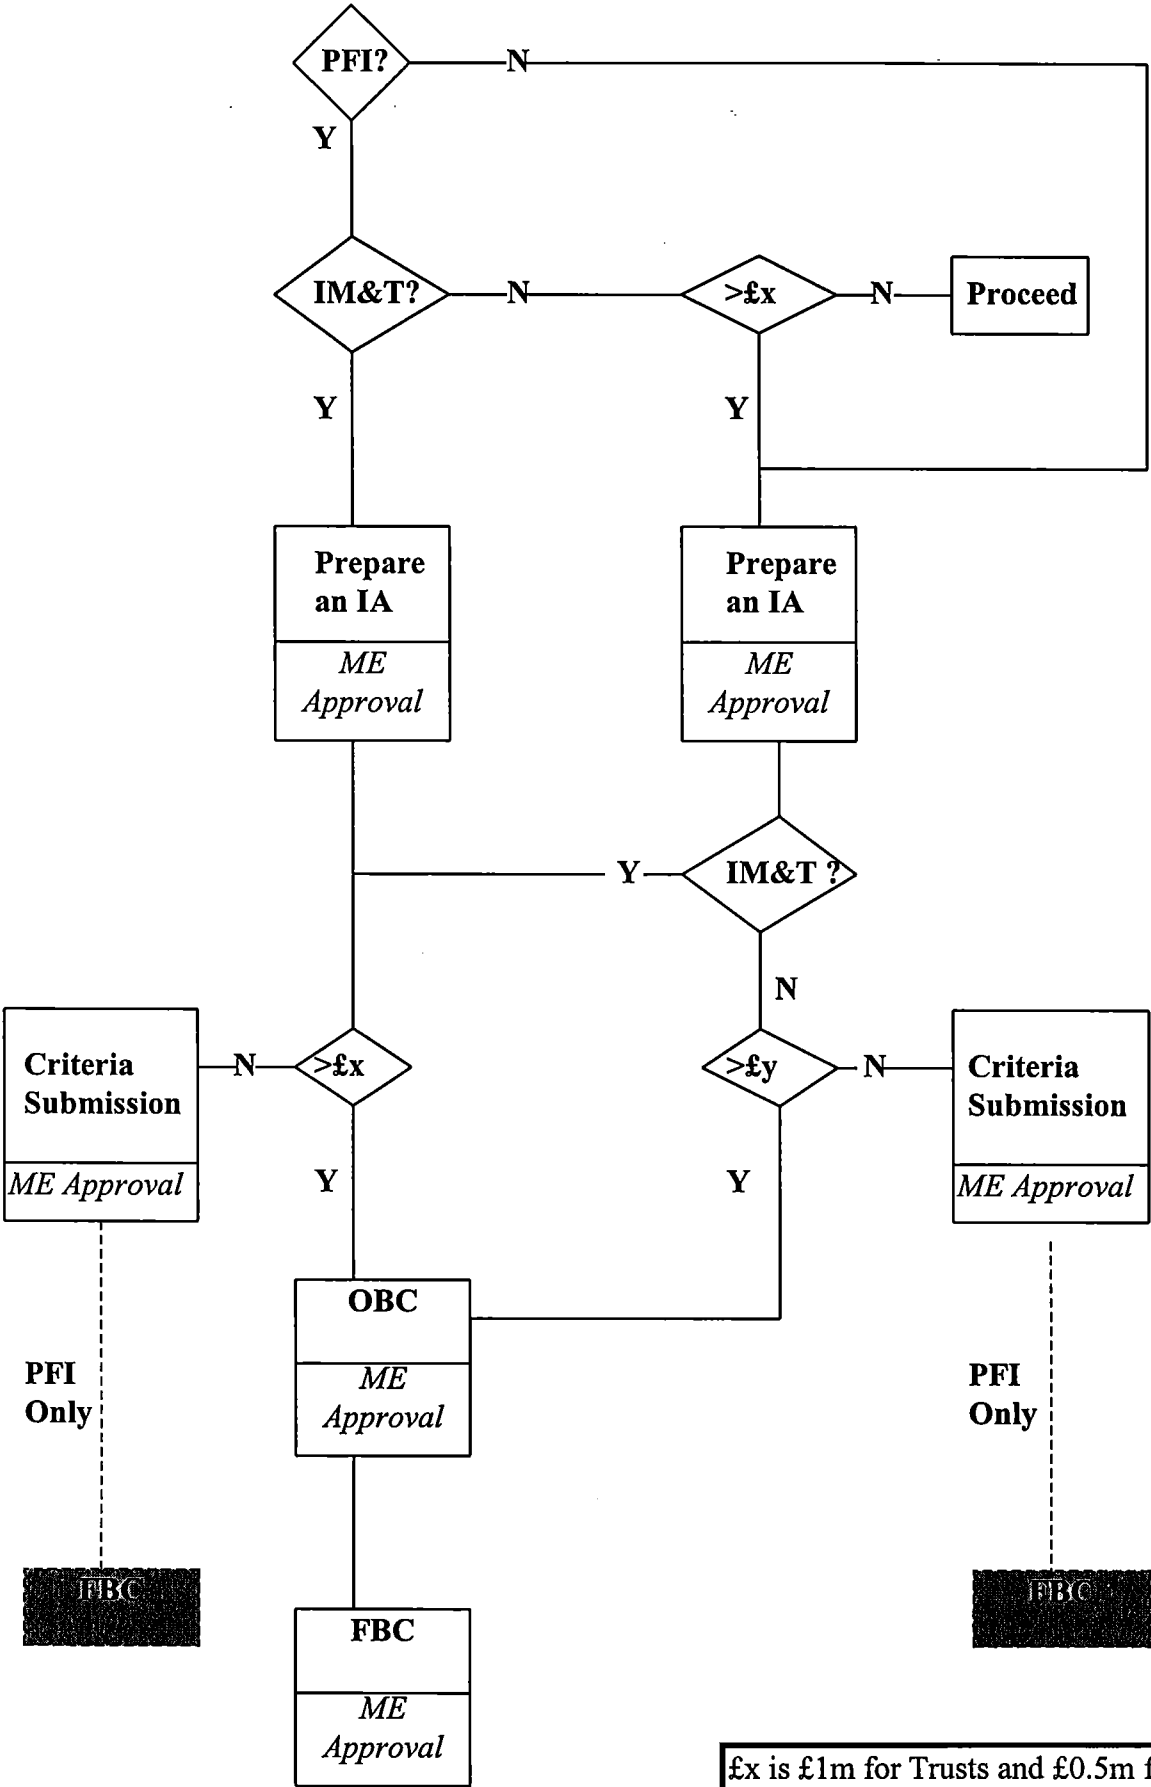 PFI?
N
Y
IM&T?
N
>£x
N
Proceed
Y
Y
Prepare
an IA
ME
Approval
Prepare
an IA
ME
Approval
Y
IM&T ?
N
Criteria
Submission
ME Approval
N
>£x
>£y
N
Criteria
Submission
ME Approval
Y
Y
OBC
ME
Approval
PFI
Only
PFI
Only
FBC
FBC
FBC
ME
Approval
£x is £1m for Trusts and £0.5m f